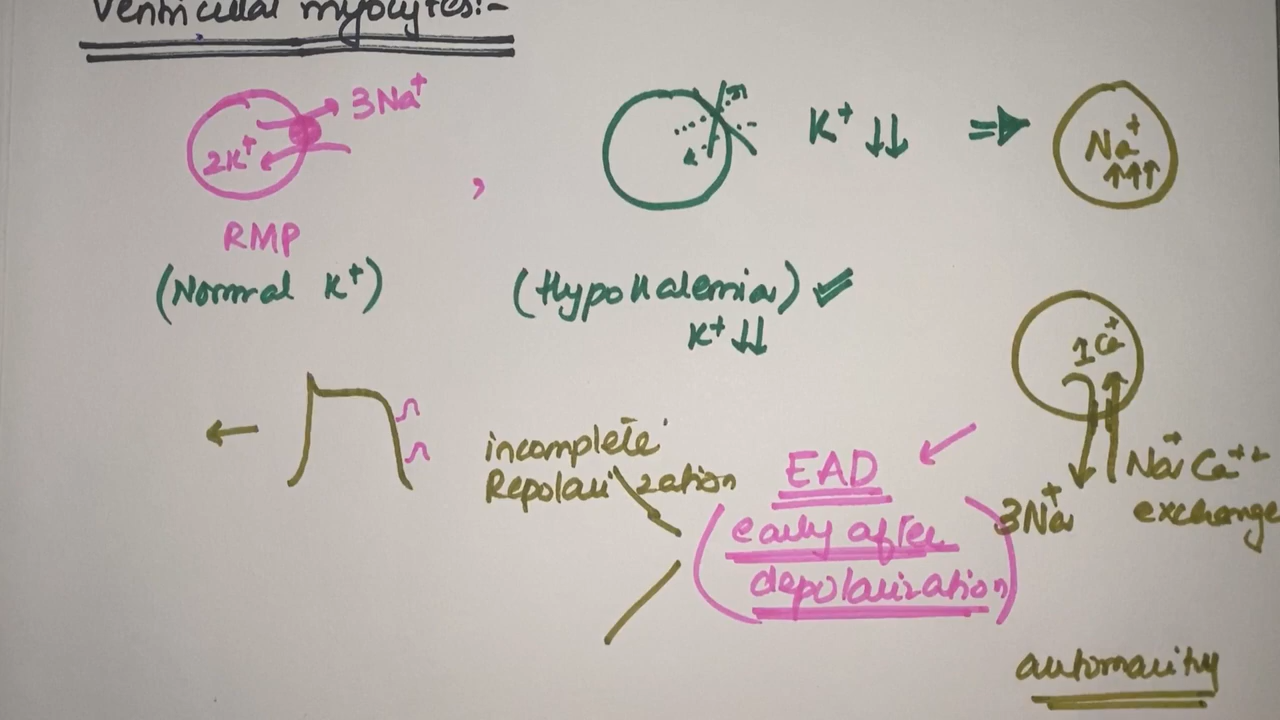 Ventricular myocytes:-
3Na+
2K+
RMP
(Normal K+)
,
K+ ↓↓
⇒
Na+
↑↑↑
(Hypokalemia) ✓
K+ ↓↓
↑Ca+
3Na+
Na+ Ca++
exchange
EAD
(early after
depolarization)
incomplete
Repolarization
automacity